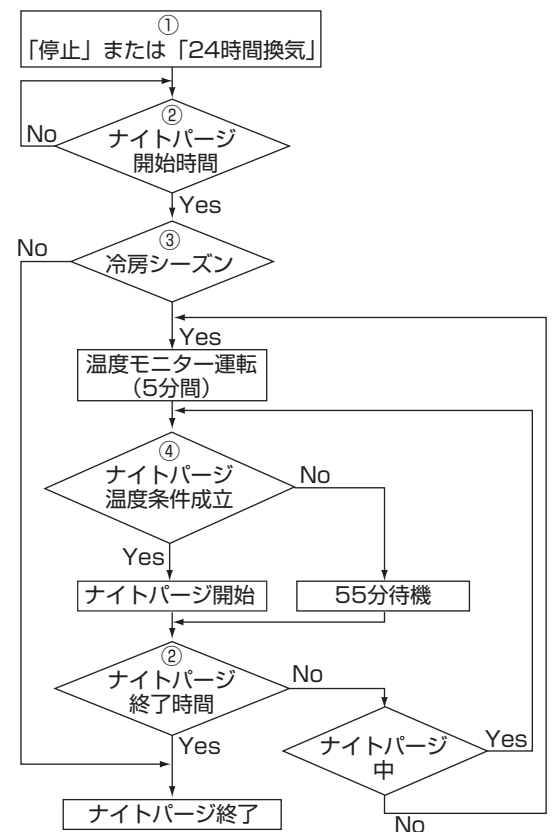 ①
「停止」または「24時間換気」
②
ナイトパージ
開始時間
No
Yes
③
冷房シーズン
No
Yes
温度モニター運転
（5分間）
④
ナイトパージ
温度条件成立
No
Yes
ナイトパージ開始
55分待機
②
ナイトパージ
終了時間
No
Yes
ナイトパージ
中
Yes
No
ナイトパージ終了